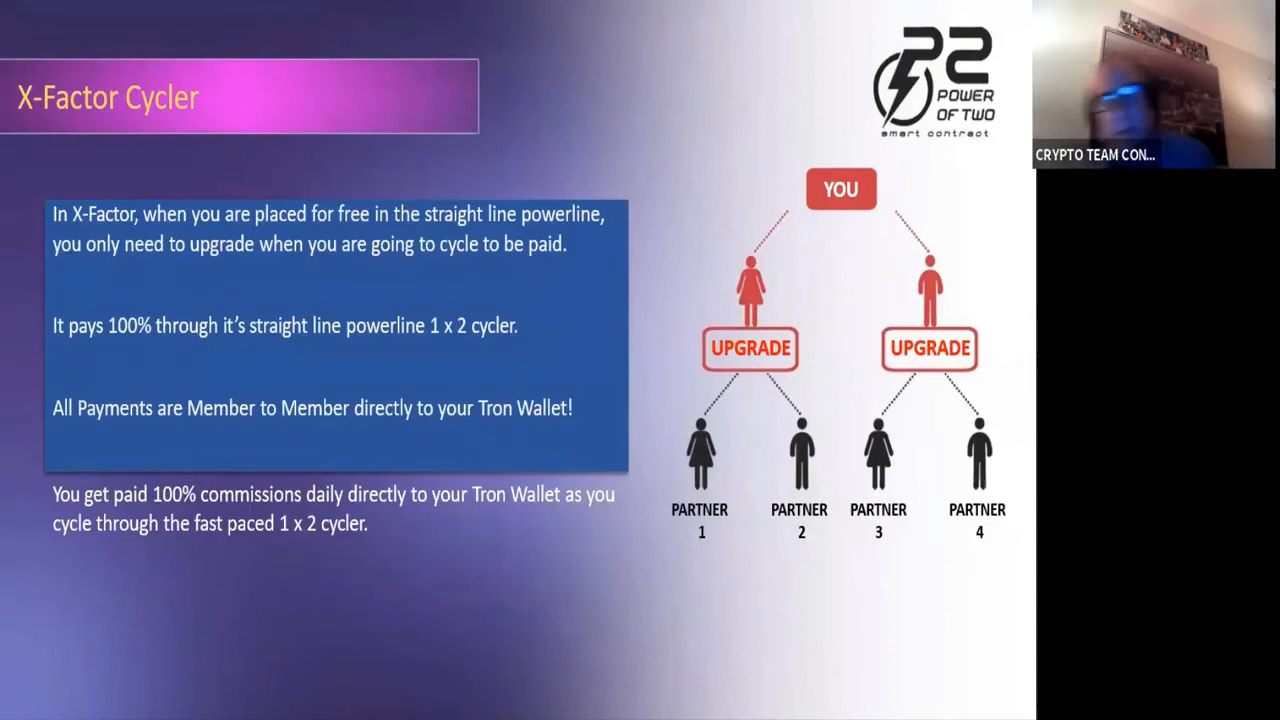 X-Factor Cycler
P2
POWER
OF TWO
smart contract
CRYPTO TEAM CON...
In X-Factor, when you are placed for free in the straight line powerline,
you only need to upgrade when you are going to cycle to be paid.
It pays 100% through it’s straight line powerline 1 x 2 cycler.
All Payments are Member to Member directly to your Tron Wallet!
You get paid 100% commissions daily directly to your Tron Wallet as you
cycle through the fast paced 1 x 2 cycler.
YOU
UPGRADE UPGRADE
PARTNER PARTNER PARTNER PARTNER
1 2 3 4